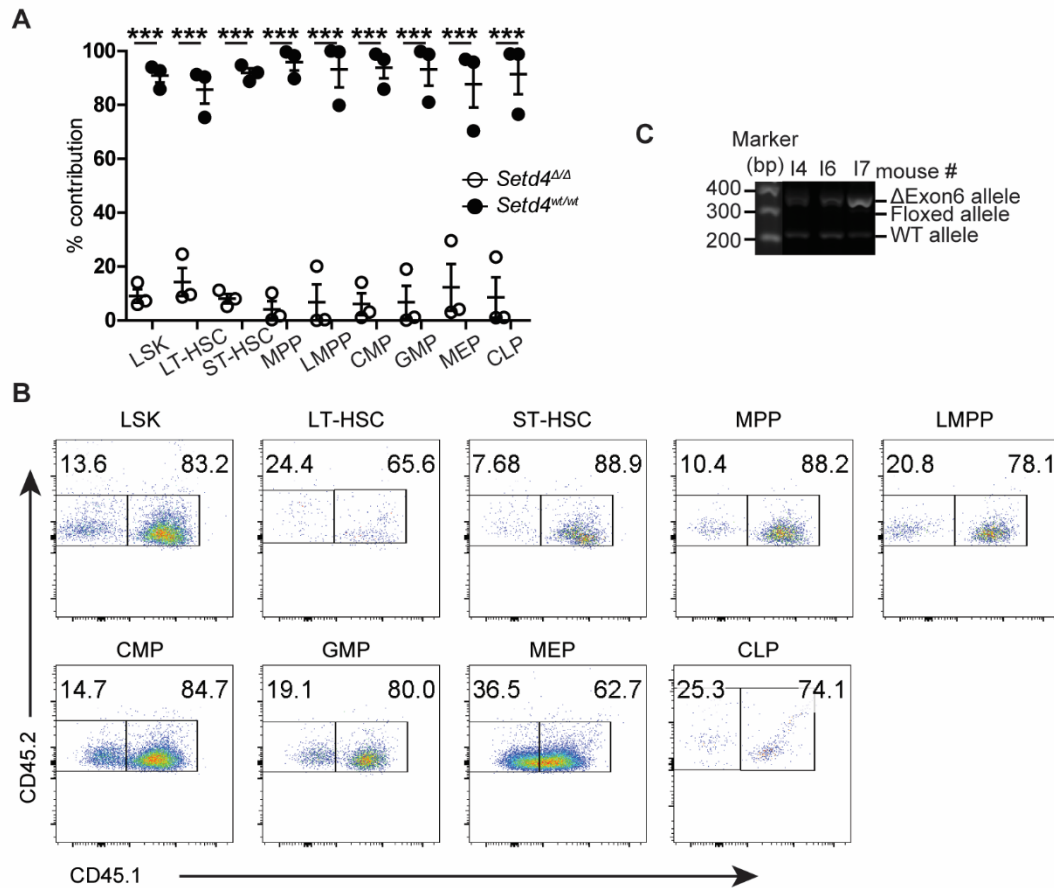 A
*** *** *** *** *** *** *** *** ***
100
80
60
40
20
0
% contribution
Setd4Δ/Δ
Setd4wt/wt
LSK LT-HSC ST-HSC MPP LMPP CMP GMP MEP CLP
C
Marker
(bp) I4 I6 I7 mouse #
400
300
200
ΔExon6 allele
Floxed allele
WT allele
B
LSK LT-HSC ST-HSC MPP LMPP
13.6 83.2 24.4 65.6 7.68 88.9 10.4 88.2 20.8 78.1
CMP GMP MEP CLP
14.7 84.7 19.1 80.0 36.5 62.7 25.3 74.1
CD45.2
CD45.1